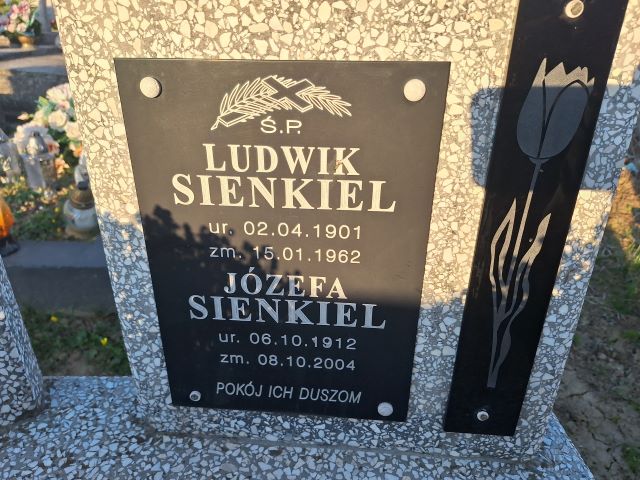 Ś.P.
LUDWIK
SIENKIEL
ur. 02.04.1901
zm. 15.01.1962
JÓZEFA
SIENKIEL
ur. 06.10.1912
zm. 08.10.2004
POKÓJ ICH DUSZOM